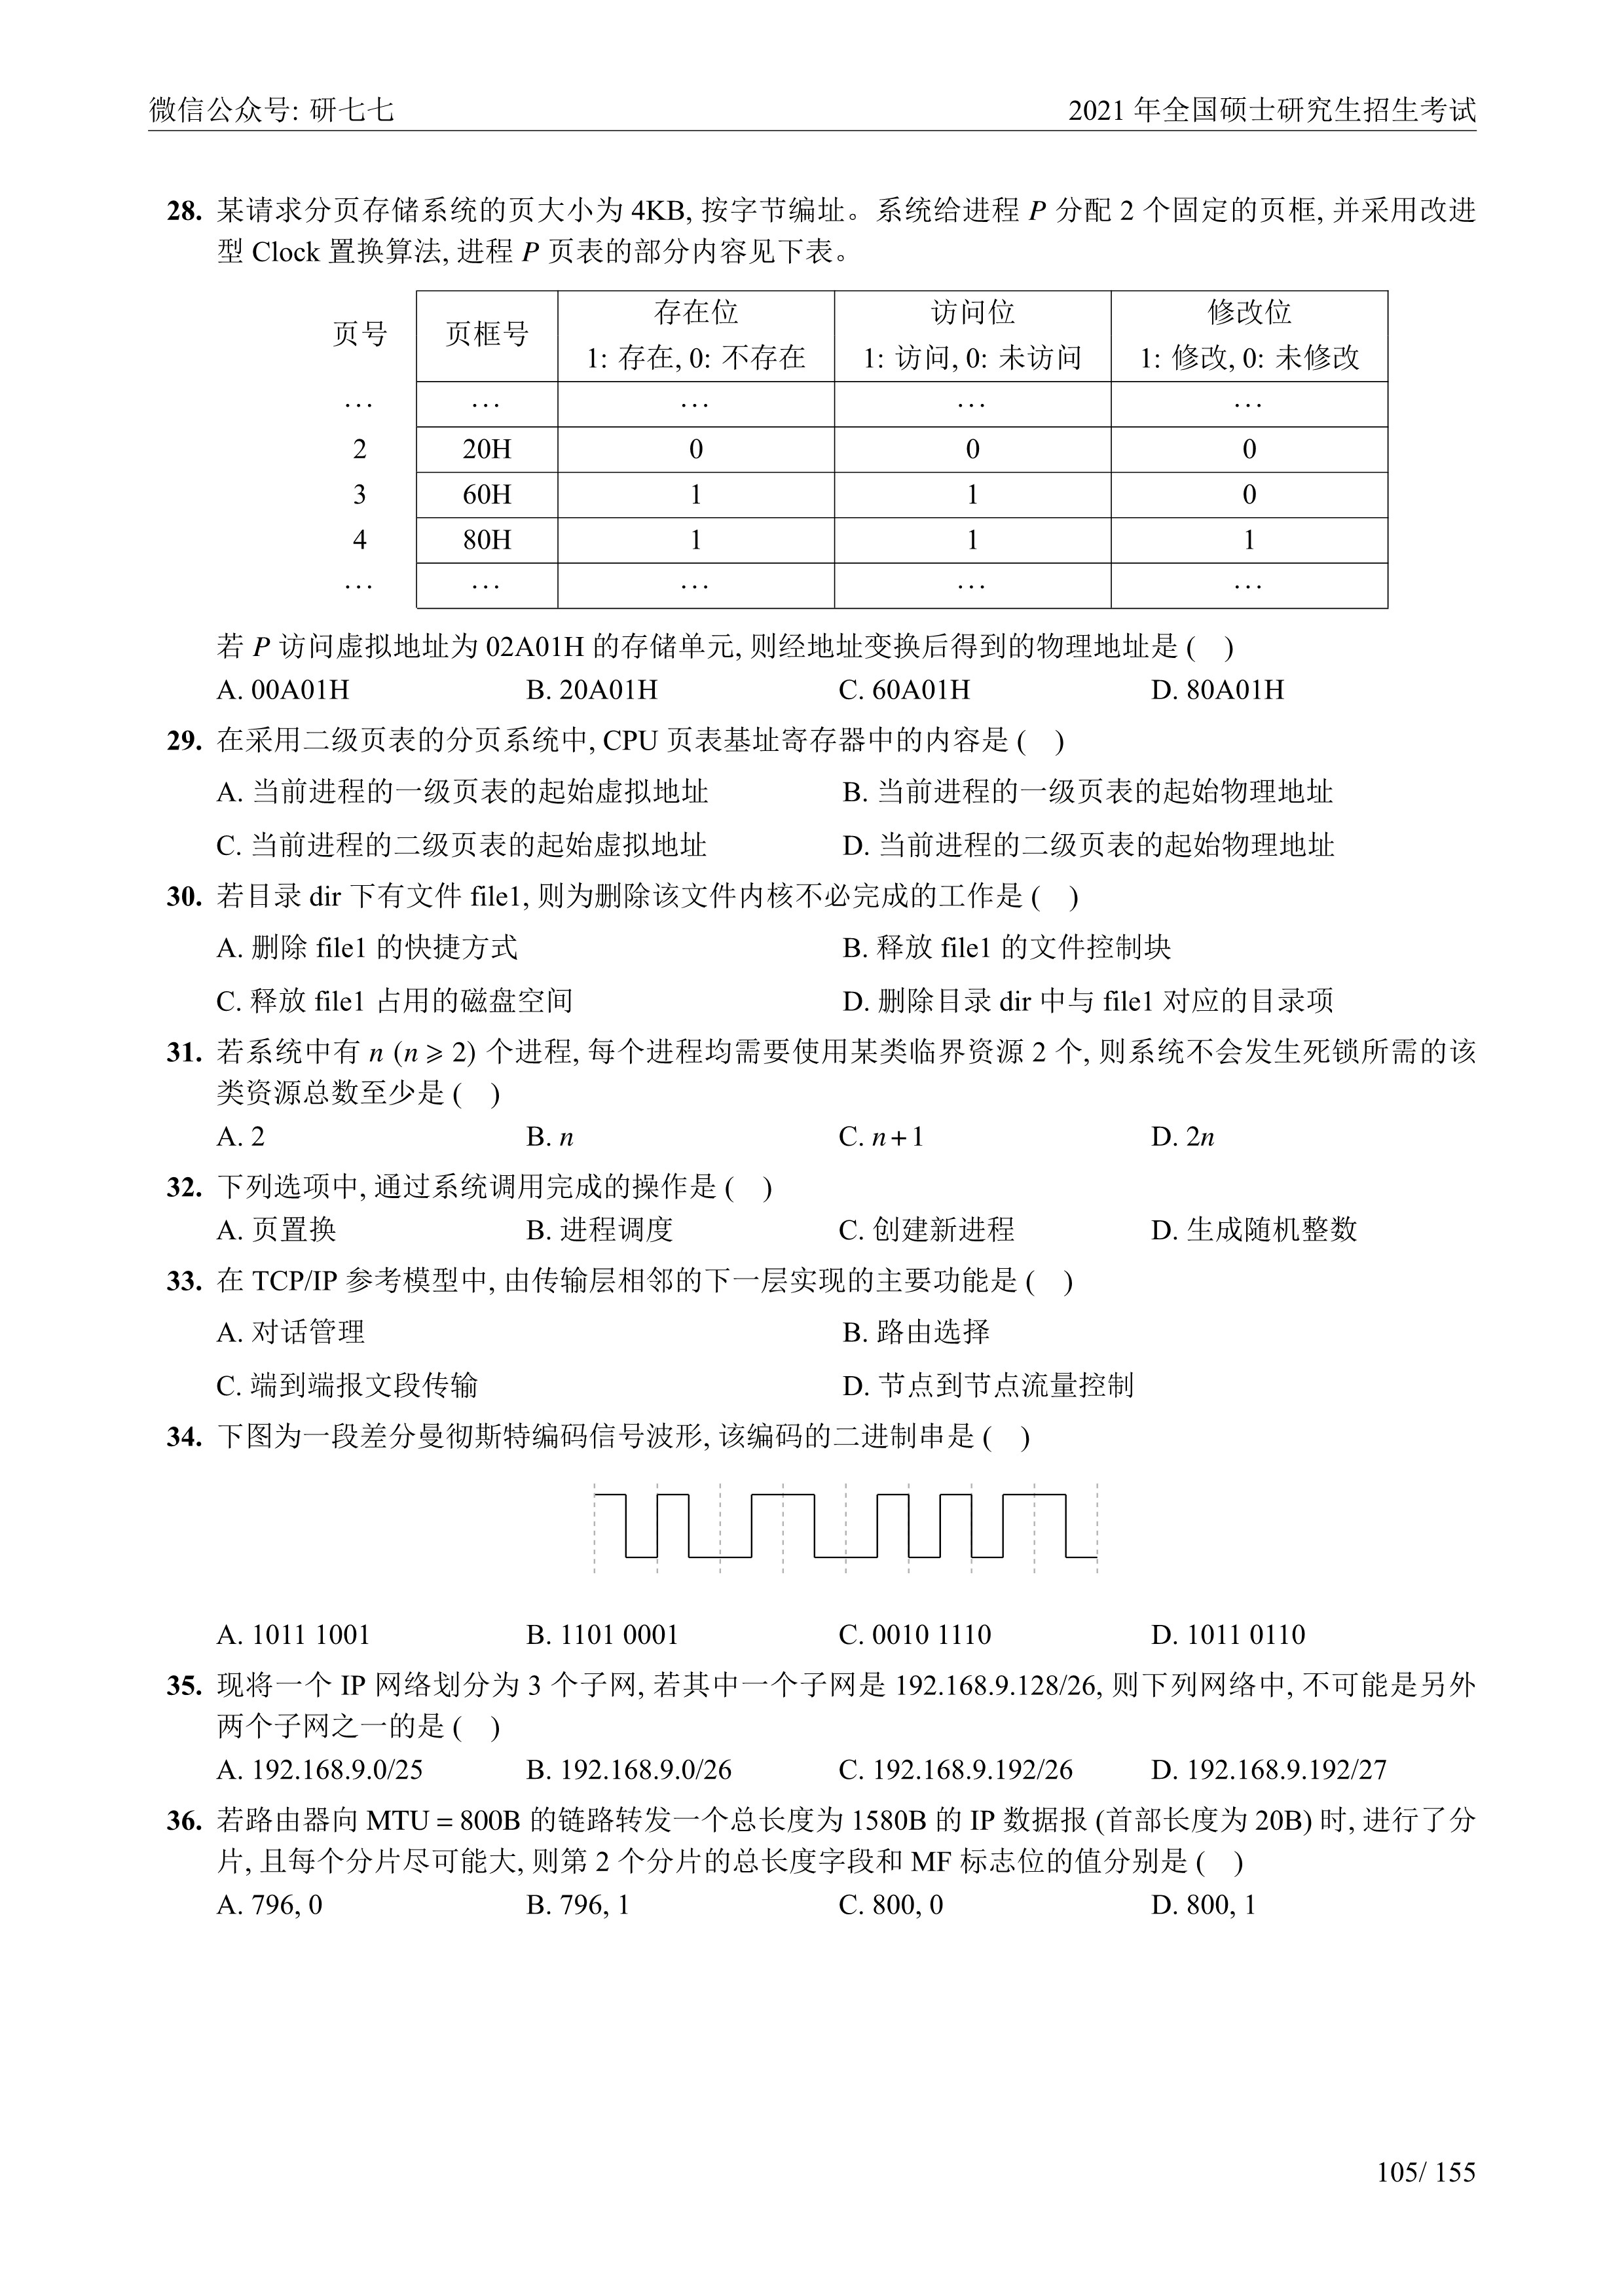 微信公众号: 研七七
2021 年全国硕士研究生招生考试
28. 某请求分页存储系统的页大小为 4KB, 按字节编址。系统给进程 P 分配 2 个固定的页框, 并采用改进
型 Clock 置换算法, 进程 P 页表的部分内容见下表。
页号 页框号 存在位 访问位 修改位
1: 存在, 0: 不存在 1: 访问, 0: 未访问 1: 修改, 0: 未修改
… … … … …
2 20H 0 0 0
3 60H 1 1 0
4 80H 1 1 1
… … … … …
若 P 访问虚拟地址为 02A01H 的存储单元, 则经地址变换后得到的物理地址是 ( )
A. 00A01H B. 20A01H C. 60A01H D. 80A01H
29. 在采用二级页表的分页系统中, CPU 页表基址寄存器中的内容是 ( )
A. 当前进程的一级页表的起始虚拟地址 B. 当前进程的一级页表的起始物理地址
C. 当前进程的二级页表的起始虚拟地址 D. 当前进程的二级页表的起始物理地址
30. 若目录 dir 下有文件 file1, 则为删除该文件内核不必完成的工作是 ( )
A. 删除 file1 的快捷方式 B. 释放 file1 的文件控制块
C. 释放 file1 占用的磁盘空间 D. 删除目录 dir 中与 file1 对应的目录项
31. 若系统中有 n (n ⩾ 2) 个进程, 每个进程均需要使用某类临界资源 2 个, 则系统不会发生死锁所需的该
类资源总数至少是 ( )
A. 2 B. n C. n + 1 D. 2n
32. 下列选项中, 通过系统调用完成的操作是 ( )
A. 页置换 B. 进程调度 C. 创建新进程 D. 生成随机整数
33. 在 TCP/IP 参考模型中, 由传输层相邻的下一层实现的主要功能是 ( )
A. 对话管理 B. 路由选择
C. 端到端报文段传输 D. 节点到节点流量控制
34. 下图为一段差分曼彻斯特编码信号波形, 该编码的二进制串是 ( )
A. 1011 1001 B. 1101 0001 C. 0010 1110 D. 1011 0110
35. 现将一个 IP 网络划分为 3 个子网, 若其中一个子网是 192.168.9.128/26, 则下列网络中, 不可能是另外
两个子网之一的是 ( )
A. 192.168.9.0/25 B. 192.168.9.0/26 C. 192.168.9.192/26 D. 192.168.9.192/27
36. 若路由器向 MTU = 800B 的链路转发一个总长度为 1580B 的 IP 数据报 (首部长度为 20B) 时, 进行了分
片, 且每个分片尽可能大, 则第 2 个分片的总长度字段和 MF 标志位的值分别是 ( )
A. 796, 0 B. 796, 1 C. 800, 0 D. 800, 1
105/ 155